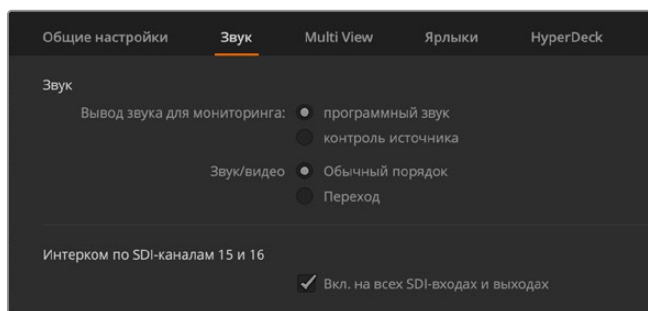 Общие настройки Звук Multi View Ярлыки HyperDeck
Звук
Вывод звука для мониторинга: программный звук
контроль источника
Звук/видео Обычный порядок
Переход
Интерком по SDI-каналам 15 и 16
Вкл. на всех SDI-входах и выходах